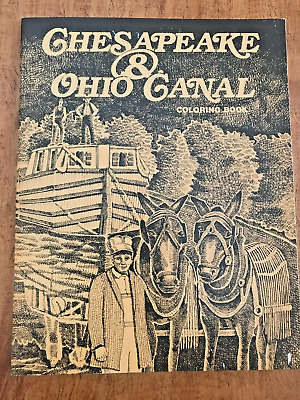 CHESAPEAKE
&
OHIO CANAL
COLORING BOOK